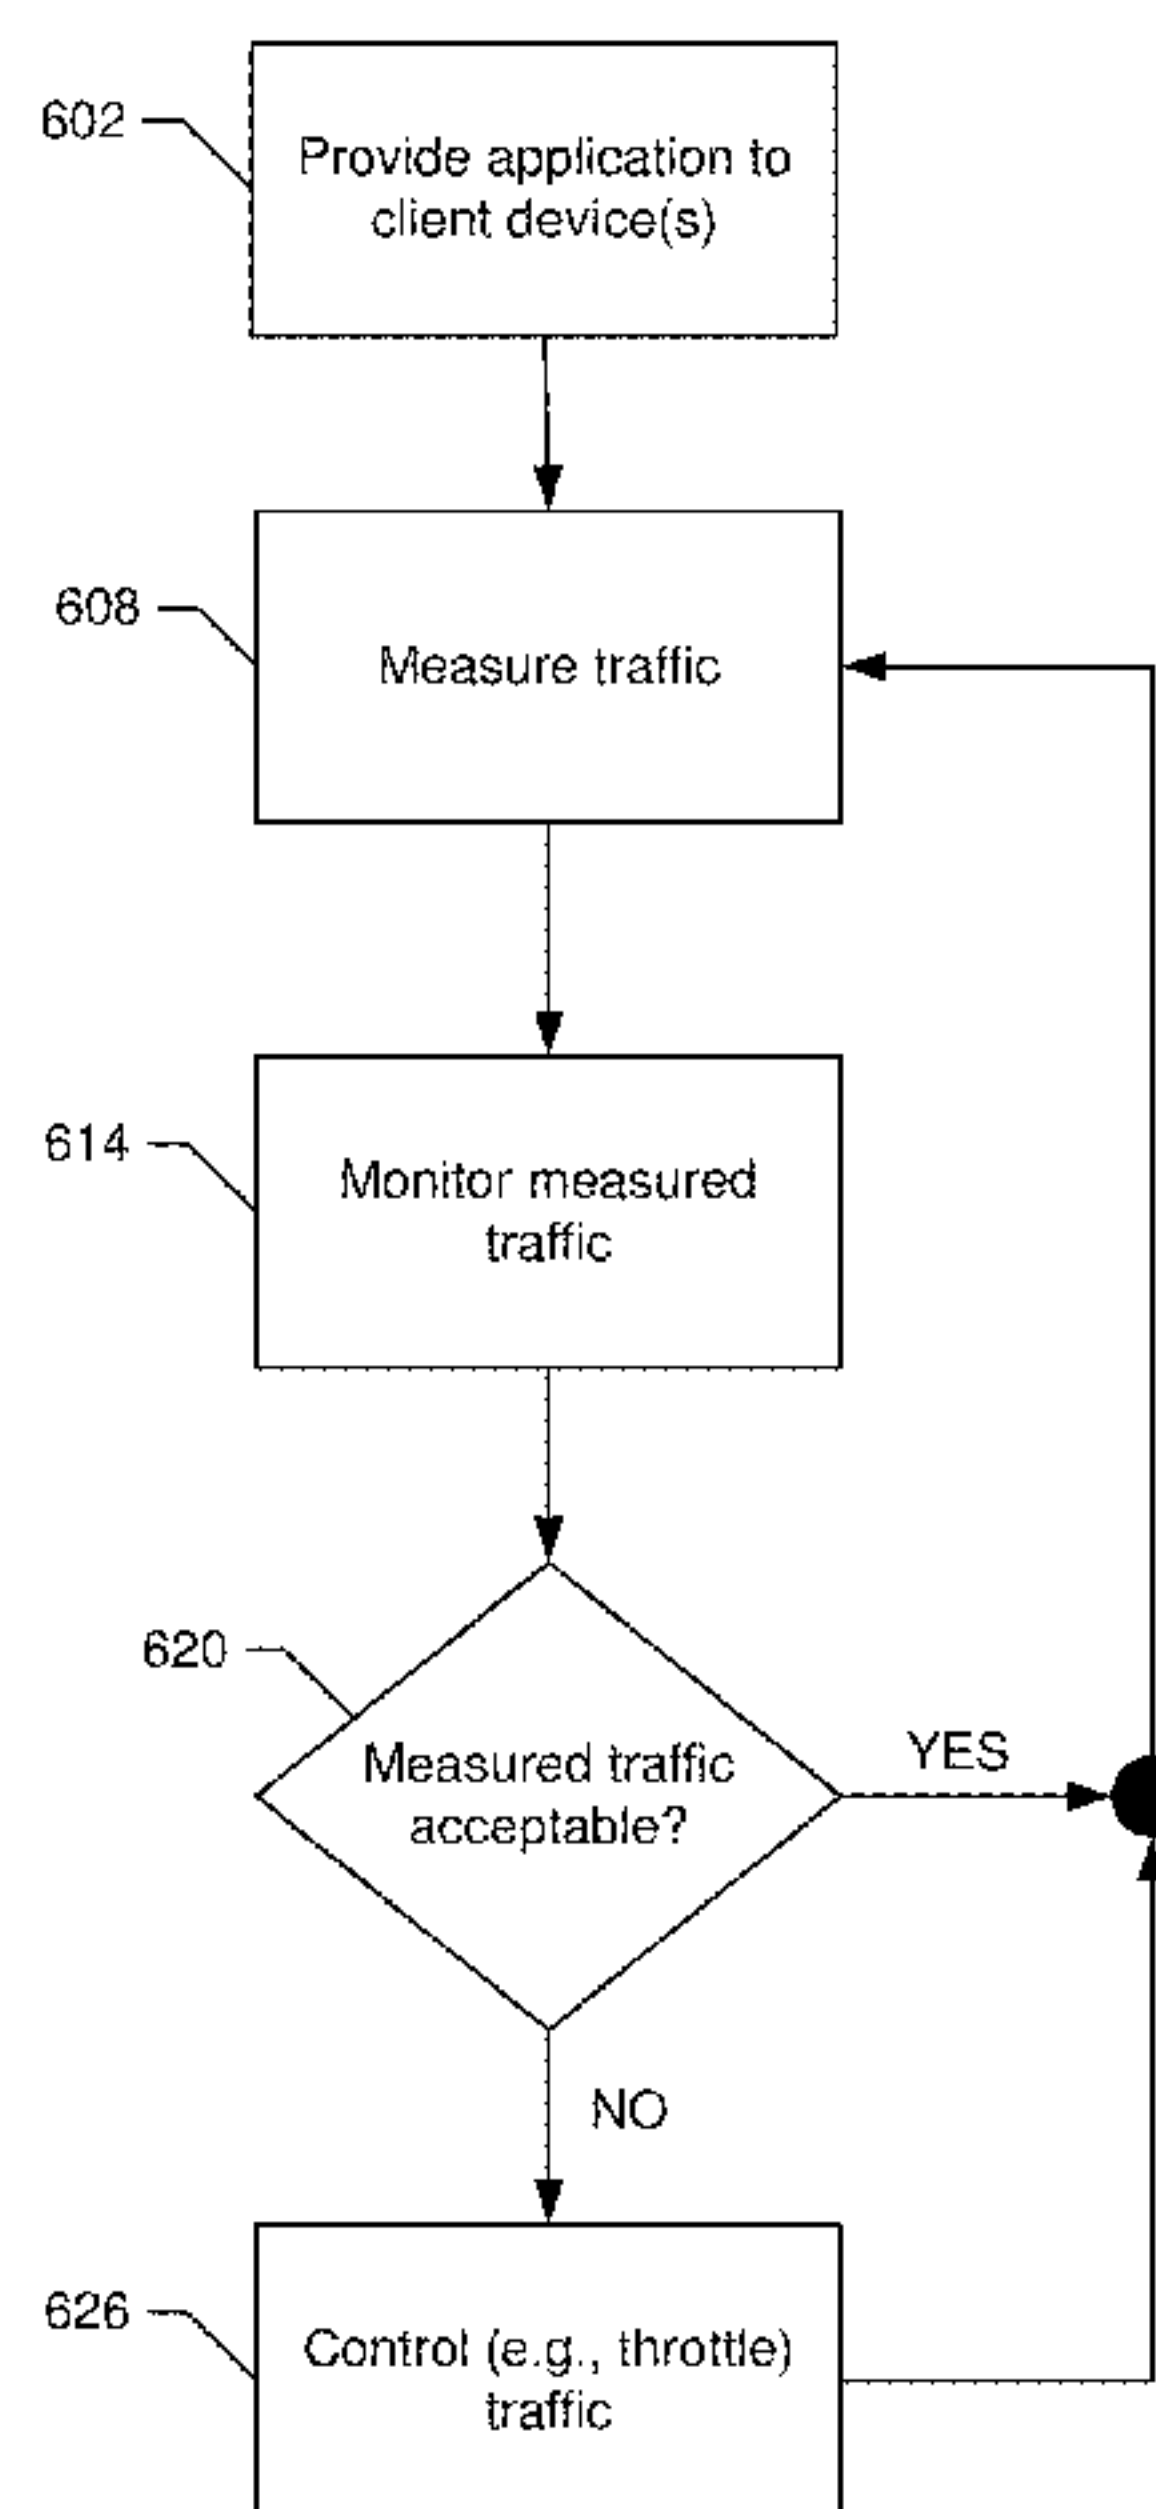 602
Provide application to
client device(s)
608
Measure traffic
614
Monitor measured
traffic
620
Measured traffic
acceptable?
YES
NO
626
Control (e.g., throttle)
traffic